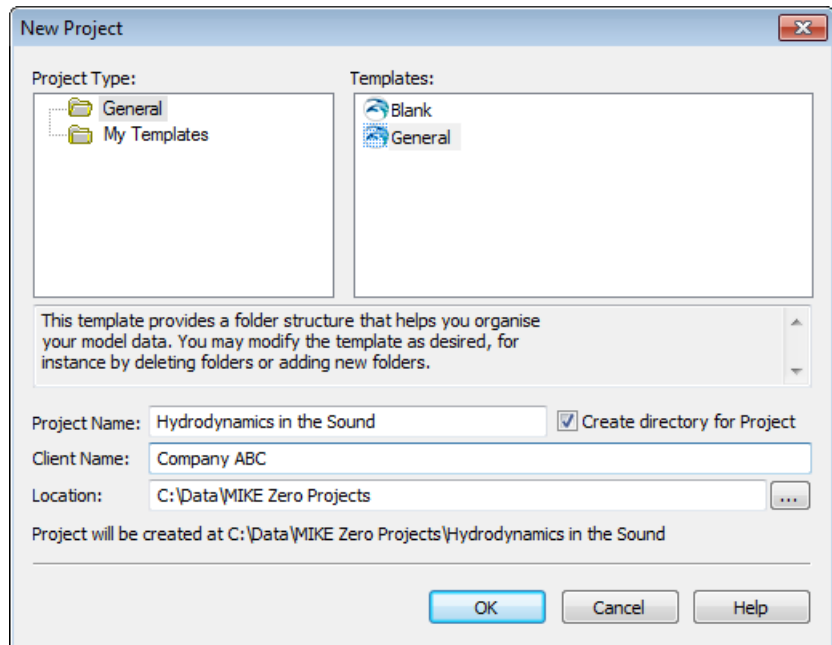 New Project
Project Type:
Templates:
General
My Templates
Blank
General
This template provides a folder structure that helps you organise
your model data. You may modify the template as desired, for
instance by deleting folders or adding new folders.
Project Name: Hydrodynamics in the Sound Create directory for Project
Client Name: Company ABC
Location: C:\Data\MIKE Zero Projects ...
Project will be created at C:\Data\MIKE Zero Projects\Hydrodynamics in the Sound
OK Cancel Help